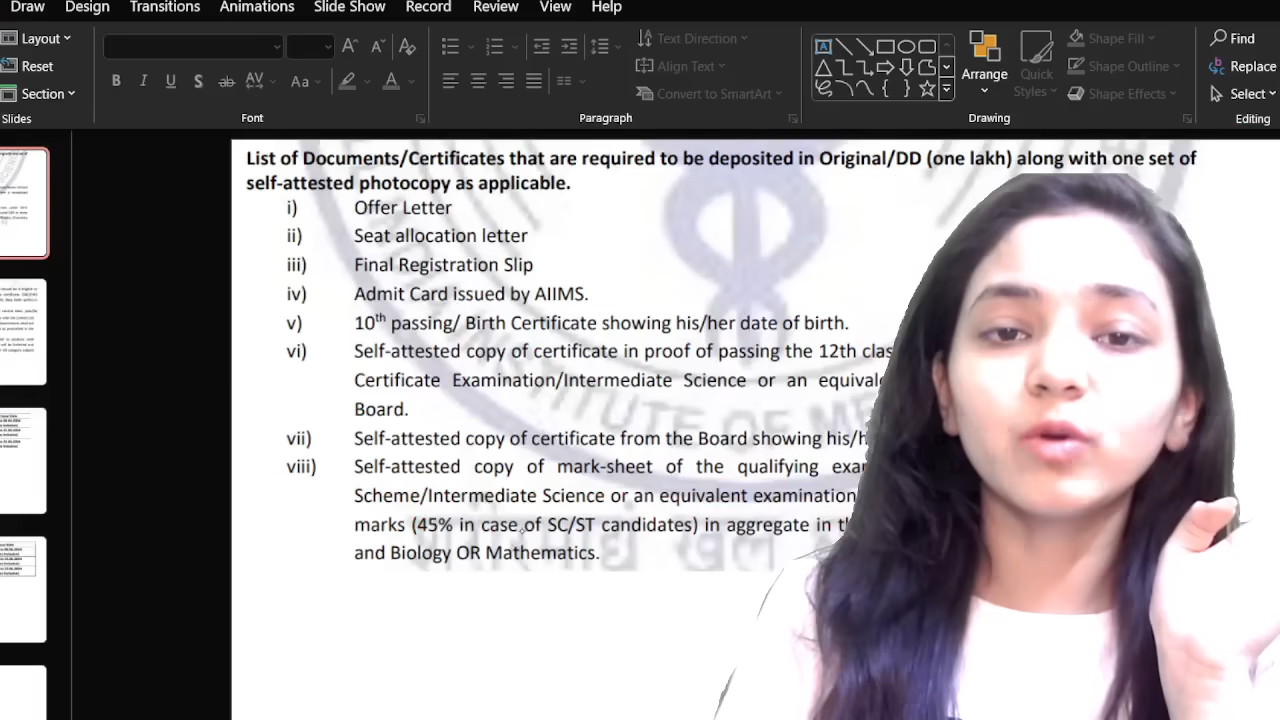 Draw Design Transitions Animations Slide Show Record Review View Help
Layout
Reset
Section
Slides
Aa
Font
Text Direction
Align Text
Convert to SmartArt
Paragraph
Arrange
Quick
Styles
Shape Fill
Shape Outline
Shape Effects
Drawing
Find
Replace
Select
Editing
List of Documents/Certificates that are required to be deposited in Original/DD (one lakh) along with one set of
self-attested photocopy as applicable.
i) Offer Letter
ii) Seat allocation letter
iii) Final Registration Slip
iv) Admit Card issued by AIIMS.
v) 10th passing/ Birth Certificate showing his/her date of birth.
vi) Self-attested copy of certificate in proof of passing the 12th
Certificate Examination/Intermediate Science or an
Board.
vii) Self-attested copy of certificate from the Board showing
viii) Self-attested copy of mark-sheet of the qualifying
Scheme/Intermediate Science or an equivalent examination
marks (45% in case of SC/ST candidates) in aggregate in
and Biology OR Mathematics.
INSTITUTE OF